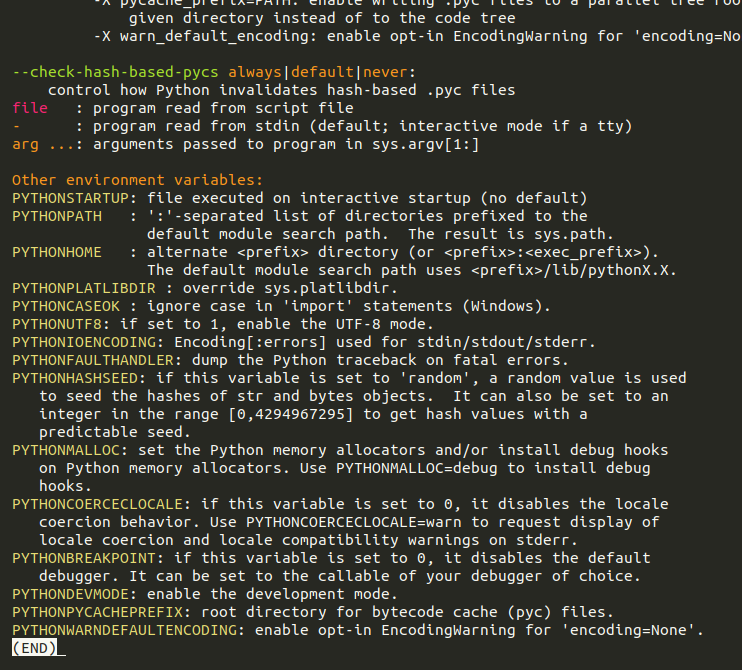 -X pycache_prefix=PATH: enable writing .pyc files to a parallel tree roo
given directory instead of to the code tree
-X warn_default_encoding: enable opt-in EncodingWarning for 'encoding=No
--check-hash-based-pycs always|default|never:
control how Python invalidates hash-based .pyc files
file   : program read from script file
-      : program read from stdin (default; interactive mode if a tty)
arg ...: arguments passed to program in sys.argv[1:]
Other environment variables:
PYTHONSTARTUP: file executed on interactive startup (no default)
PYTHONPATH   : ':'-separated list of directories prefixed to the
default module search path.  The result is sys.path.
PYTHONHOME   : alternate <prefix> directory (or <prefix>:<exec_prefix>).
The default module search path uses <prefix>/lib/pythonX.X.
PYTHONPLATLIBDIR : override sys.platlibdir.
PYTHONCASEOK : ignore case in 'import' statements (Windows).
PYTHONUTF8: if set to 1, enable the UTF-8 mode.
PYTHONIOENCODING: Encoding[:errors] used for stdin/stdout/stderr.
PYTHONFAULTHANDLER: dump the Python traceback on fatal errors.
PYTHONHASHSEED: if this variable is set to 'random', a random value is used
to seed the hashes of str and bytes objects.  It can also be set to an
integer in the range [0,4294967295] to get hash values with a
predictable seed.
PYTHONMALLOC: set the Python memory allocators and/or install debug hooks
on Python memory allocators. Use PYTHONMALLOC=debug to install debug
hooks.
PYTHONCOERCECLOCALE: if this variable is set to 0, it disables the locale
coercion behavior. Use PYTHONCOERCECLOCALE=warn to request display of
locale coercion and locale compatibility warnings on stderr.
PYTHONBREAKPOINT: if this variable is set to 0, it disables the default
debugger. It can be set to the callable of your debugger of choice.
PYTHONDEVMODE: enable the development mode.
PYTHONPYCACHEPREFIX: root directory for bytecode cache (pyc) files.
PYTHONWARNDEFAULTENCODING: enable opt-in EncodingWarning for 'encoding=None'.
(END)